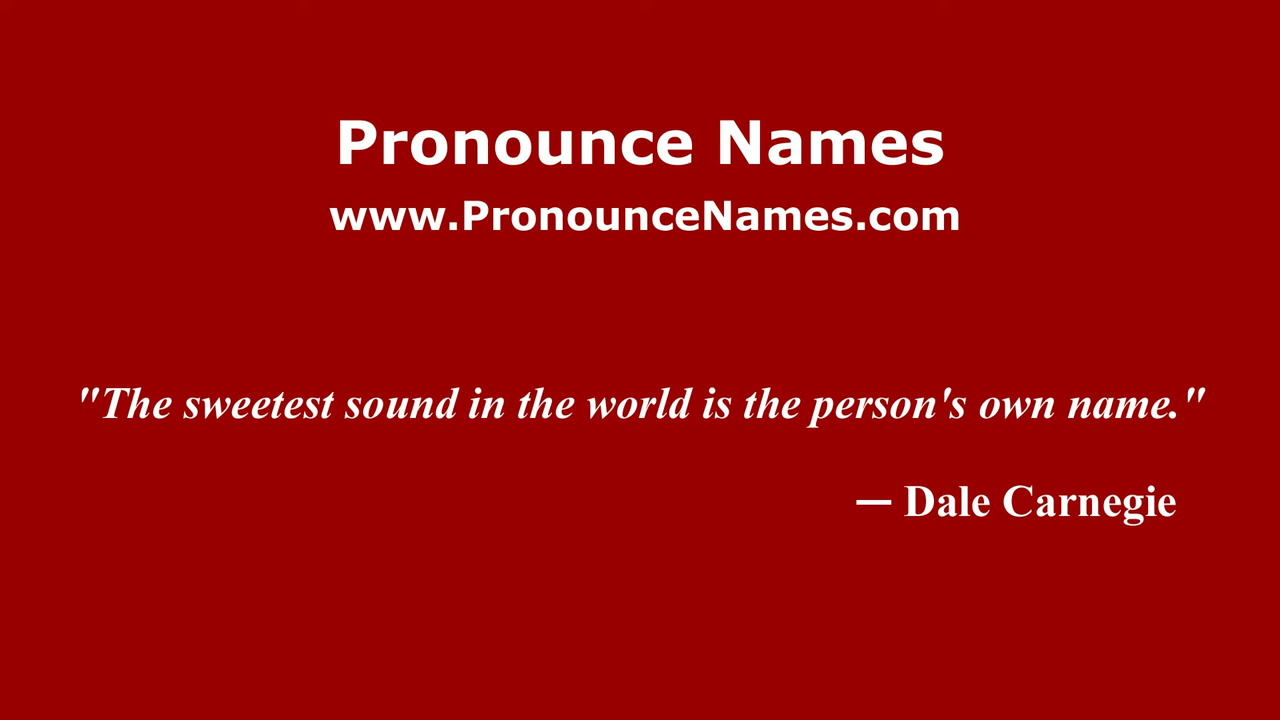 Pronounce Names
www.PronounceNames.com
"The sweetest sound in the world is the person's own name."
— Dale Carnegie